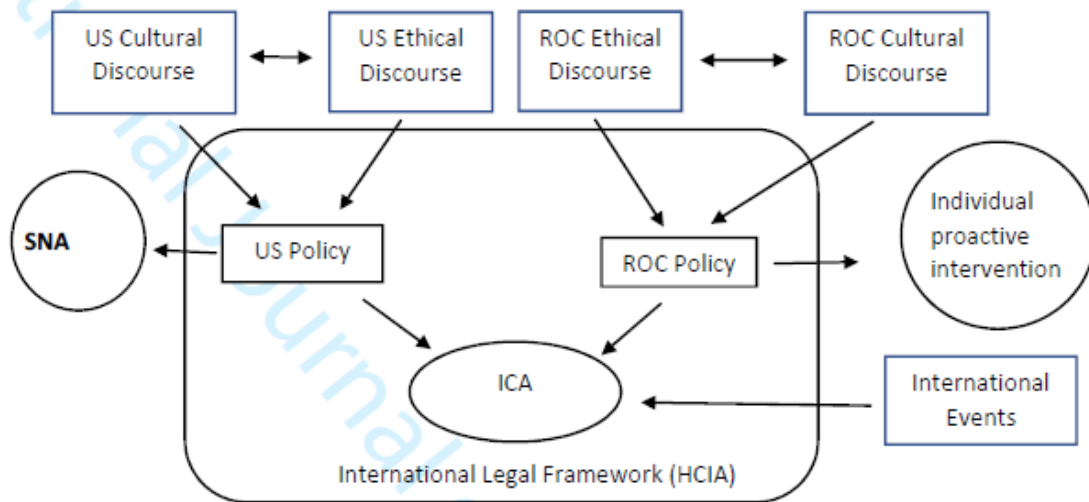 US Cultural
Discourse
US Ethical
Discourse
ROC Ethical
Discourse
ROC Cultural
Discourse
SNA
US Policy
ROC Policy
Individual
proactive
intervention
ICA
International
Events
International Legal Framework (HCIA)
Journal